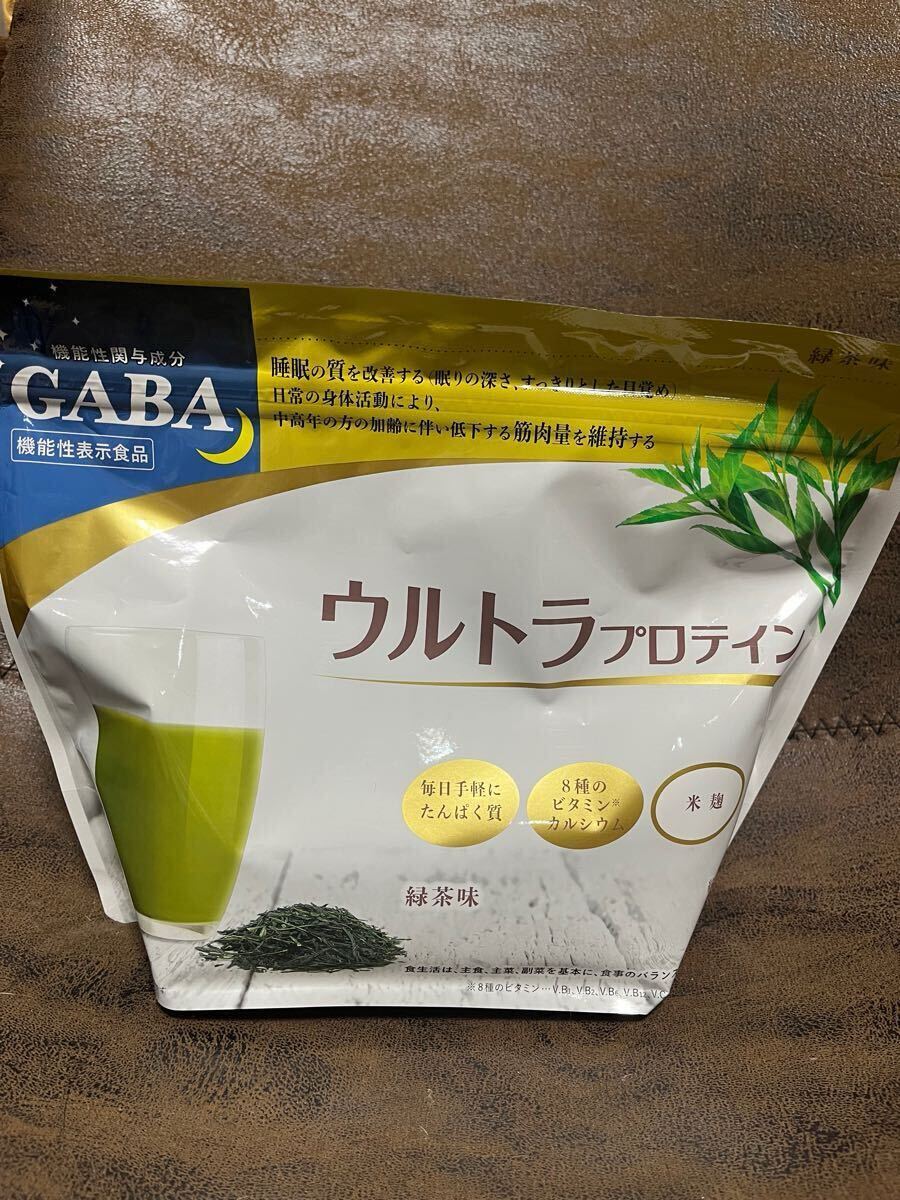 機能性関与成分
GABA
機能性表示食品
睡眠の質を改善する(眠りの深さ、すっきりとした目覚め)
日常の身体活動により、
中高年の方の加齢に伴い低下する筋肉量を維持する
緑茶味
ウルトラプロテイン
毎日手軽に
たんぱく質
8種の
ビタミン※
カルシウム
米麹
緑茶味
食生活は、主食、主菜、副菜を基本に、食事のバラン
※8種のビタミン…V.B1、V.B2、V.B6、V.B12、V.C